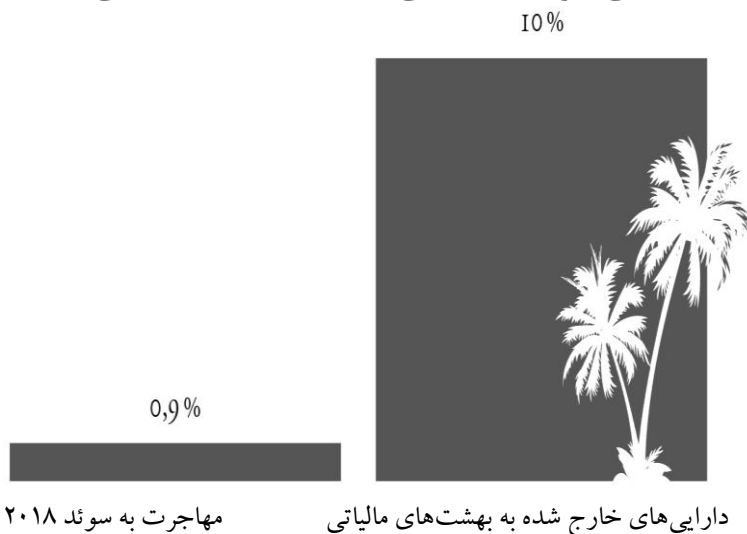 10%
0,9%
دارایی‌های خارج شده به بهشت‌های مالیاتی
مهاجرت به سوئد ۲۰۱۸